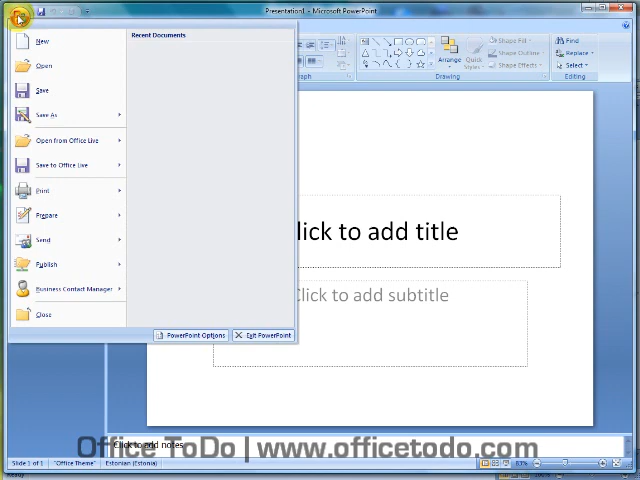 Presentation1 - Microsoft PowerPoint
Recent Documents
New
Open
Save
Save As
Open from Office Live
Save to Office Live
Print
Prepare
Send
Publish
Business Contact Manager
Close
PowerPoint Options
Exit PowerPoint
Arrange
Quick
Styles
Shape Fill
Shape Outline
Shape Effects
Find
Replace
Select
Drawing
Editing
lick to add title
Click to add subtitle
Click to add notes
Office ToDo | www.officetodo.com
Slide 1 of 1
"Office Theme"
Estonian (Estonia)
83%